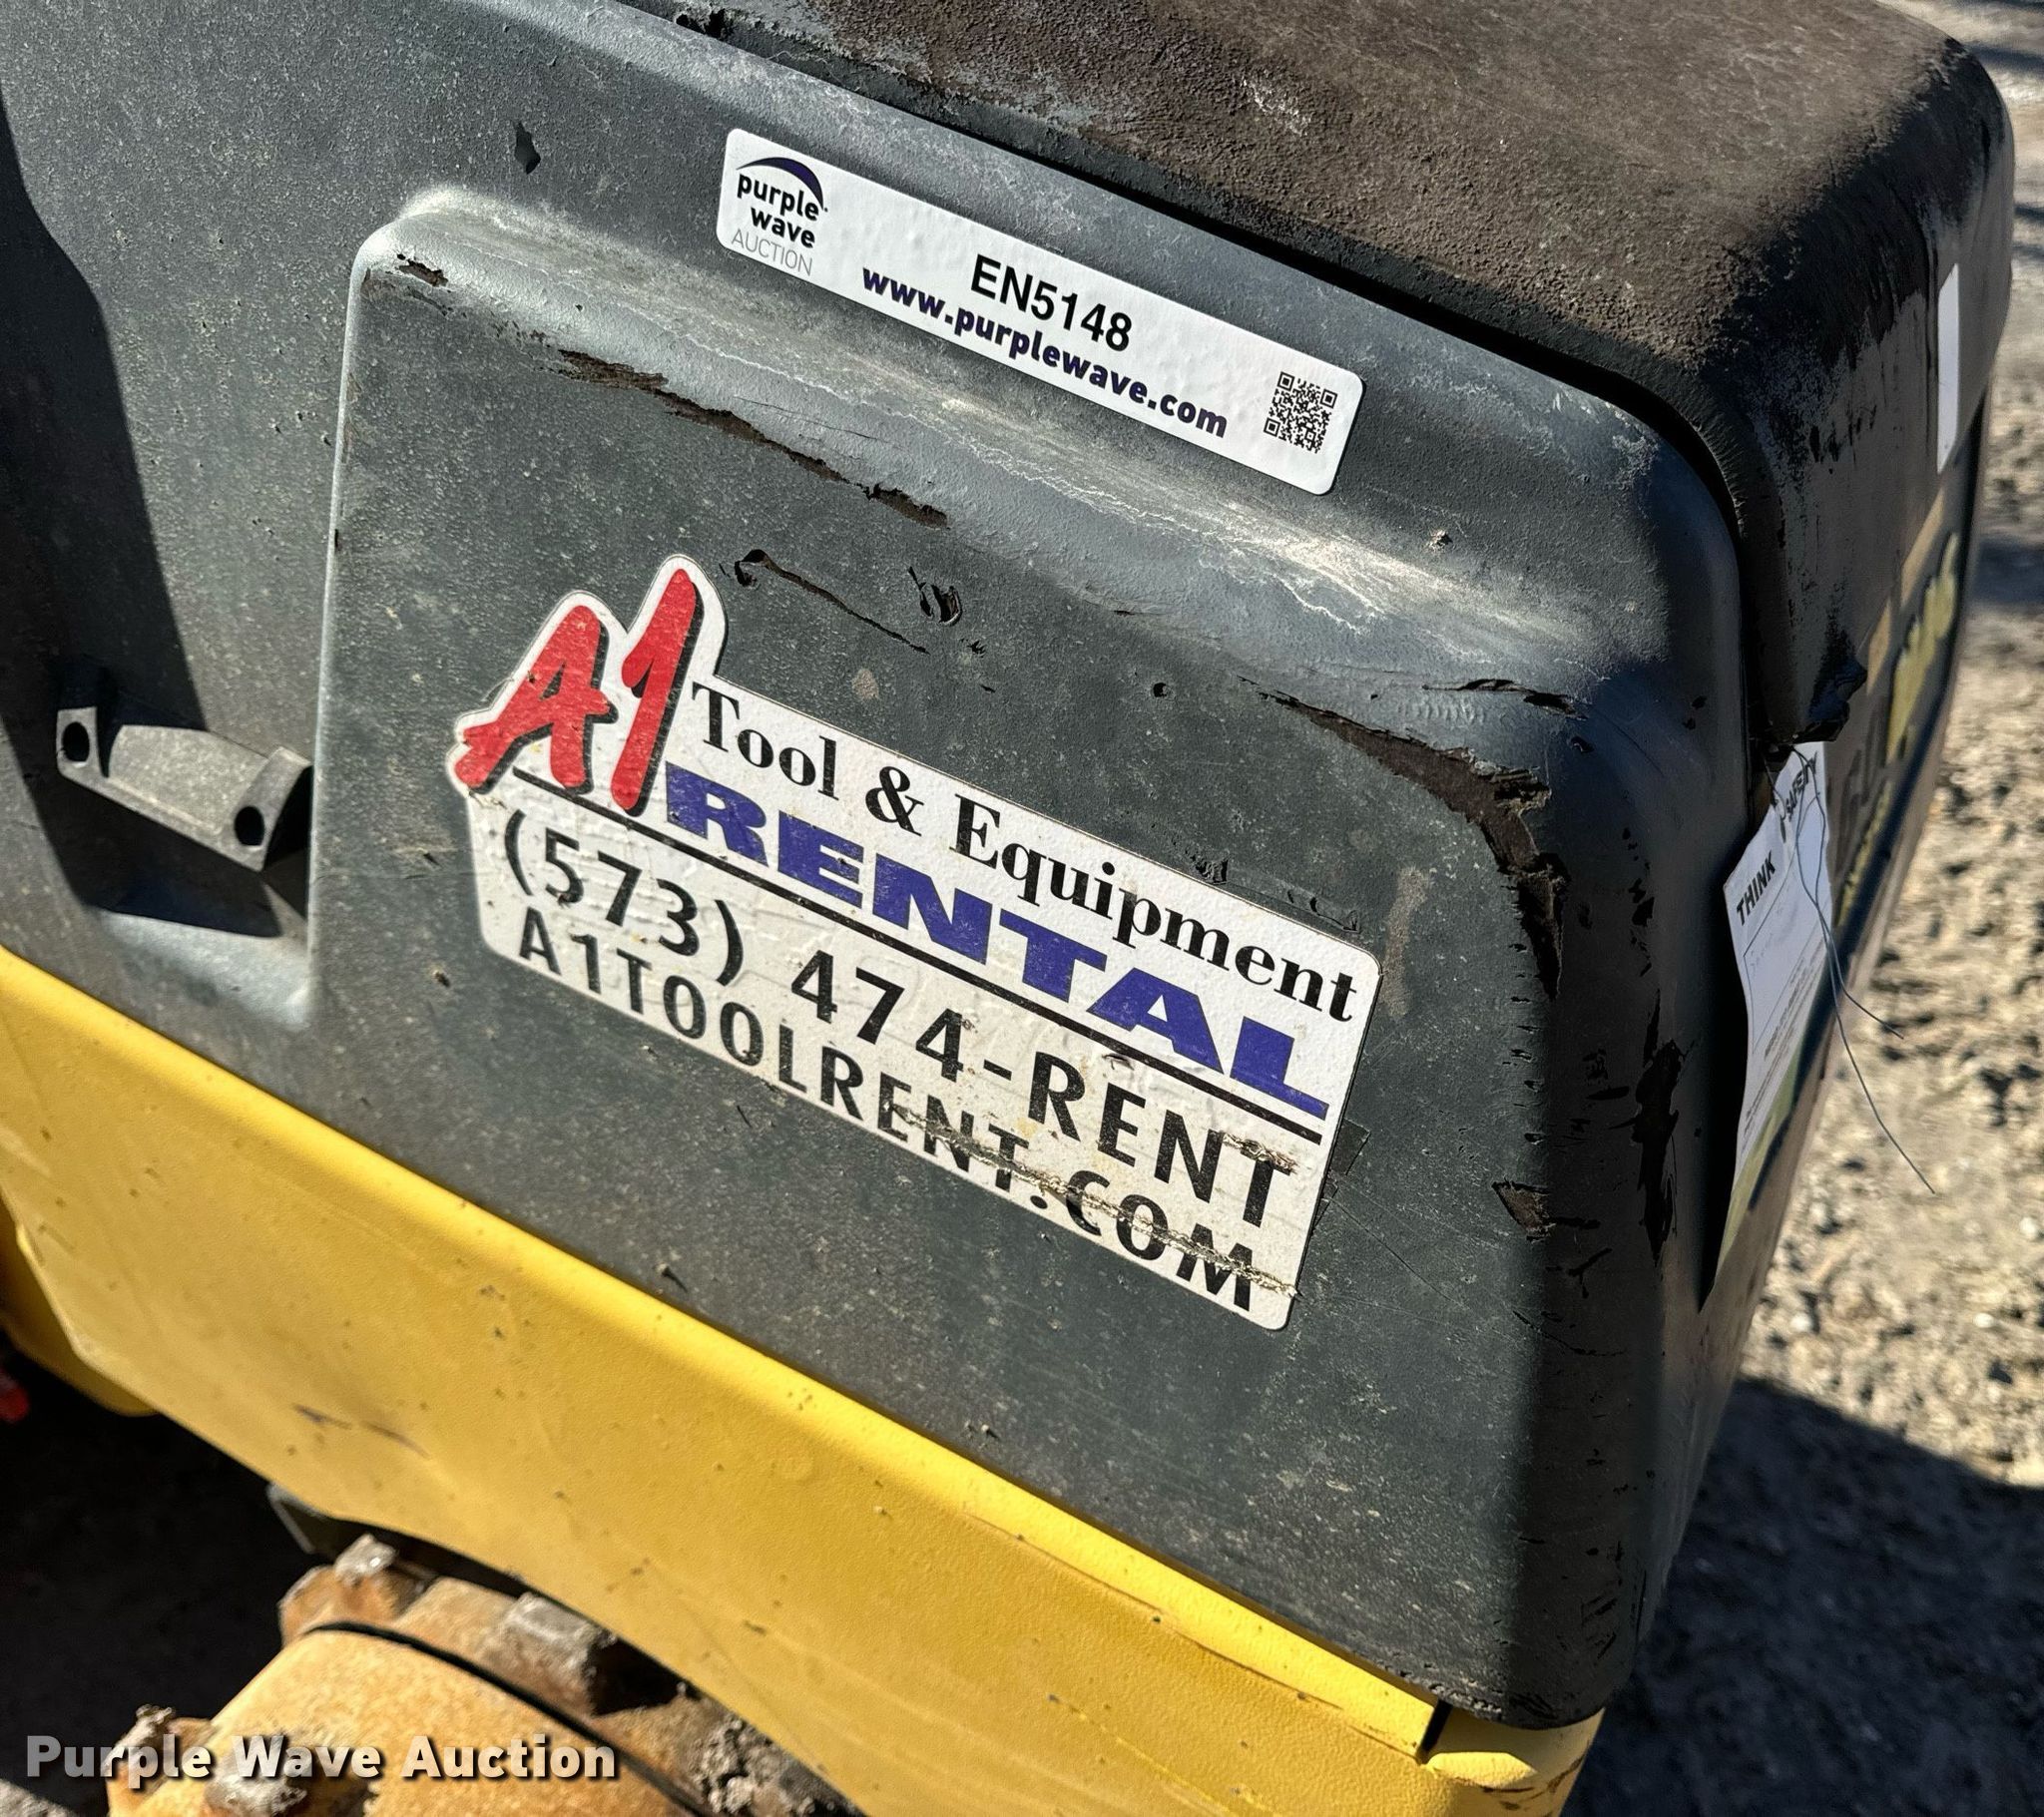 purple
wave
AUCTION
EN5148
www.purplewave.com
A1 Tool & Equipment
RENTAL
(573) 474-RENT
A1TOOLRENT.COM
THINK
SAFETY
Purple Wave Auction